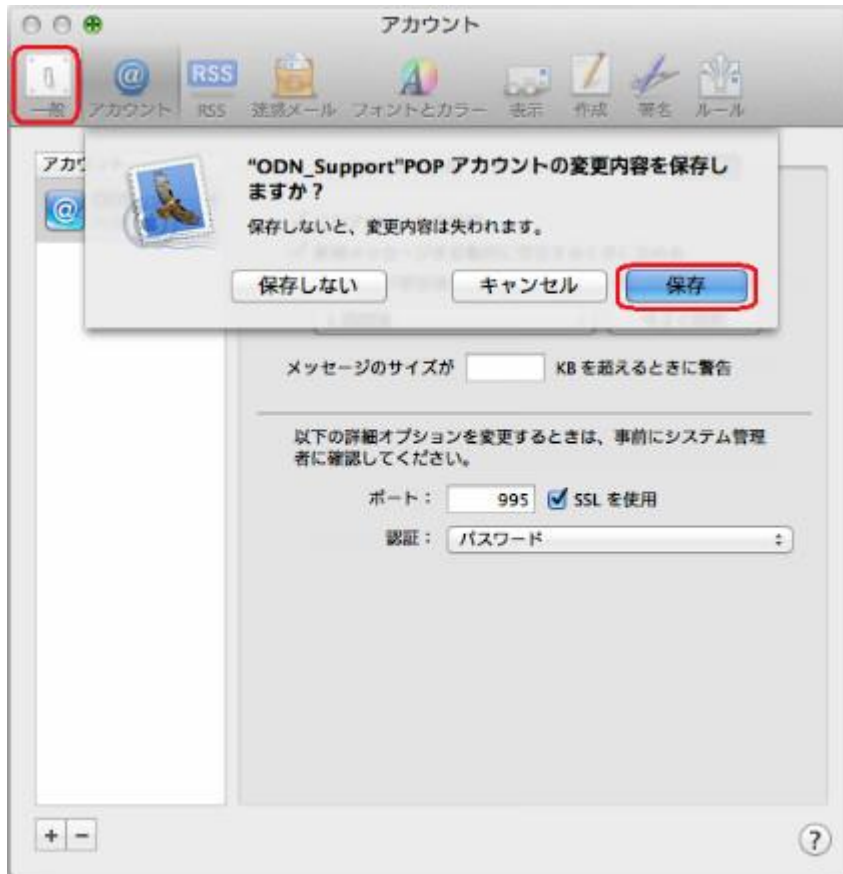 アカウント
一般 アカウント RSS 迷惑メール フォントとカラー 表示 作成 署名 ルール
RSS
アカウ
"ODN_Support"POP アカウントの変更内容を保存し
ますか？
保存しないと、変更内容は失われます。
保存しない キャンセル 保存
メッセージのサイズが KB を超えるときに警告
以下の詳細オプションを変更するときは、事前にシステム管理
者に確認してください。
ポート： 995 SSL を使用
認証： パスワード